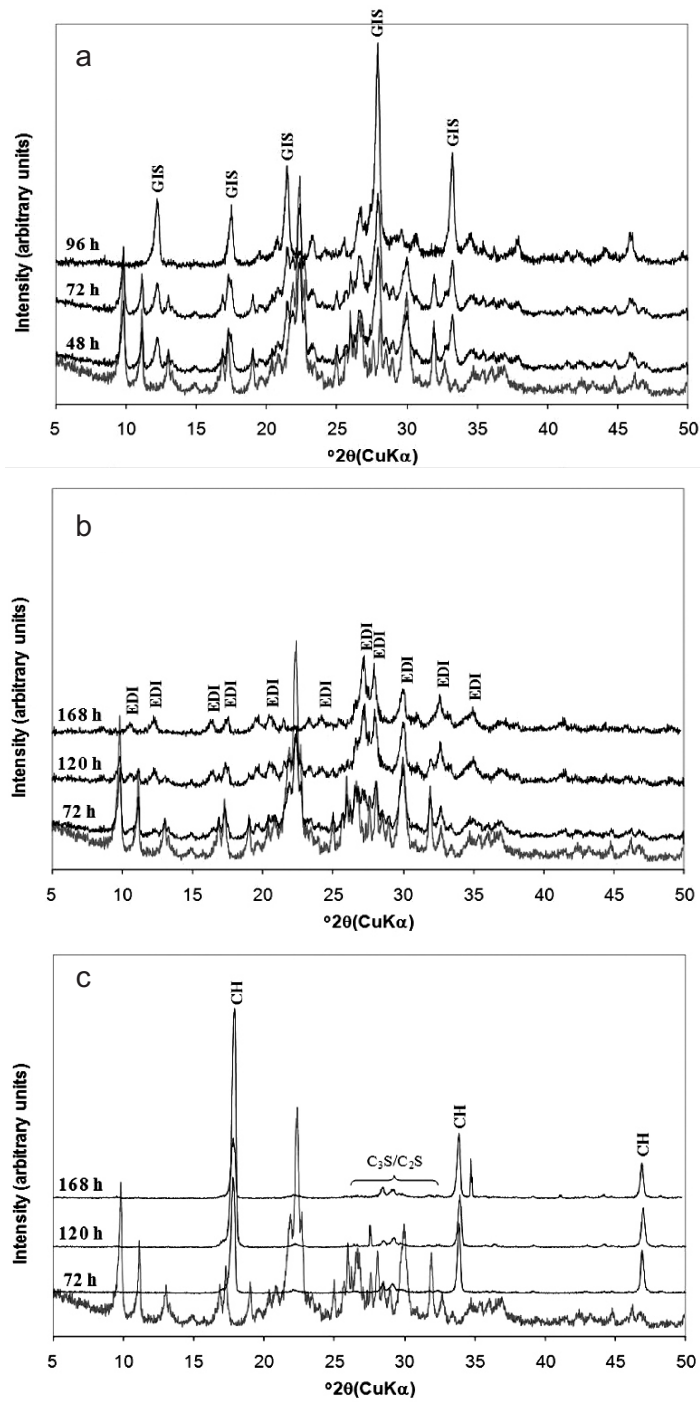 a
GIS
GIS
GIS
GIS
GIS
96 h
72 h
48 h
Intensity (arbitrary units)
5 10 15 20 25 30 35 40 45 50
°2θ(CuKα)
b
EDI
EDI
EDI
EDI
EDI
EDI
EDI
EDI
EDI
EDI
EDI
168 h
120 h
72 h
Intensity (arbitrary units)
5 10 15 20 25 30 35 40 45 50
°2θ(CuKα)
c
CH
CH
CH
C₃S/C₂S
168 h
120 h
72 h
Intensity (arbitrary units)
5 10 15 20 25 30 35 40 45 50
°2θ(CuKα)